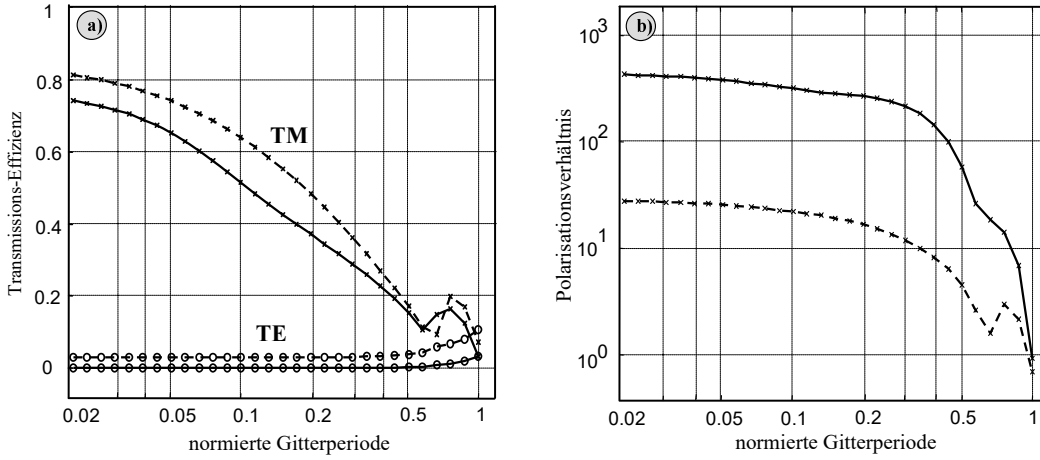 a)
Transmissions-Effizienz
1
0.8
0.6
0.4
0.2
0
TM
TE
0.02 0.05 0.1 0.2 0.5 1
normierte Gitterperiode
b)
Polarisationsverhältnis
10³
10²
10¹
10⁰
0.02 0.05 0.1 0.2 0.5 1
normierte Gitterperiode